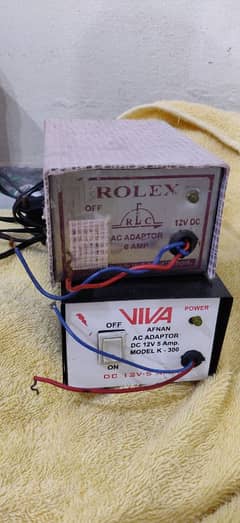 ROLEX
OFF
RLC
12V DC
AC ADAPTOR
6 AMP
VIVA
POWER
AFNAN
OFF
AC ADAPTOR
DC 12V 5 Amp.
MODEL K - 300
ON
DC 12V-5